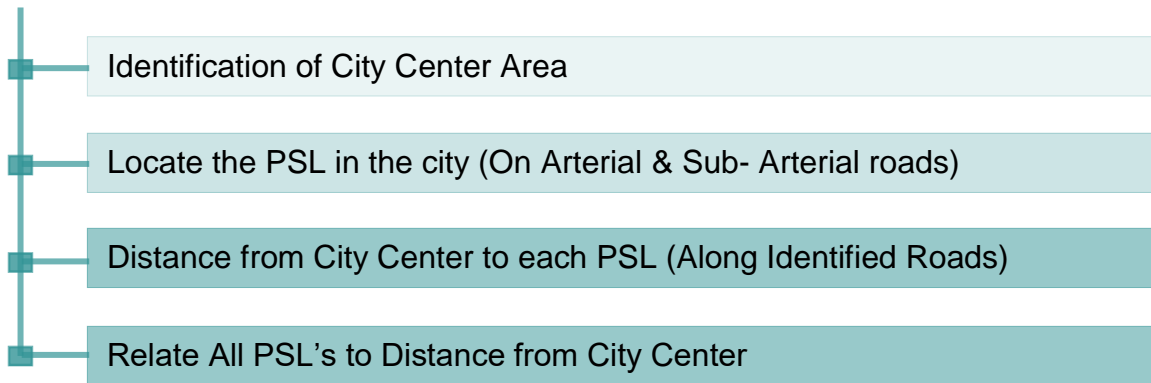 Identification of City Center Area
Locate the PSL in the city (On Arterial & Sub- Arterial roads)
Distance from City Center to each PSL (Along Identified Roads)
Relate All PSL's to Distance from City Center